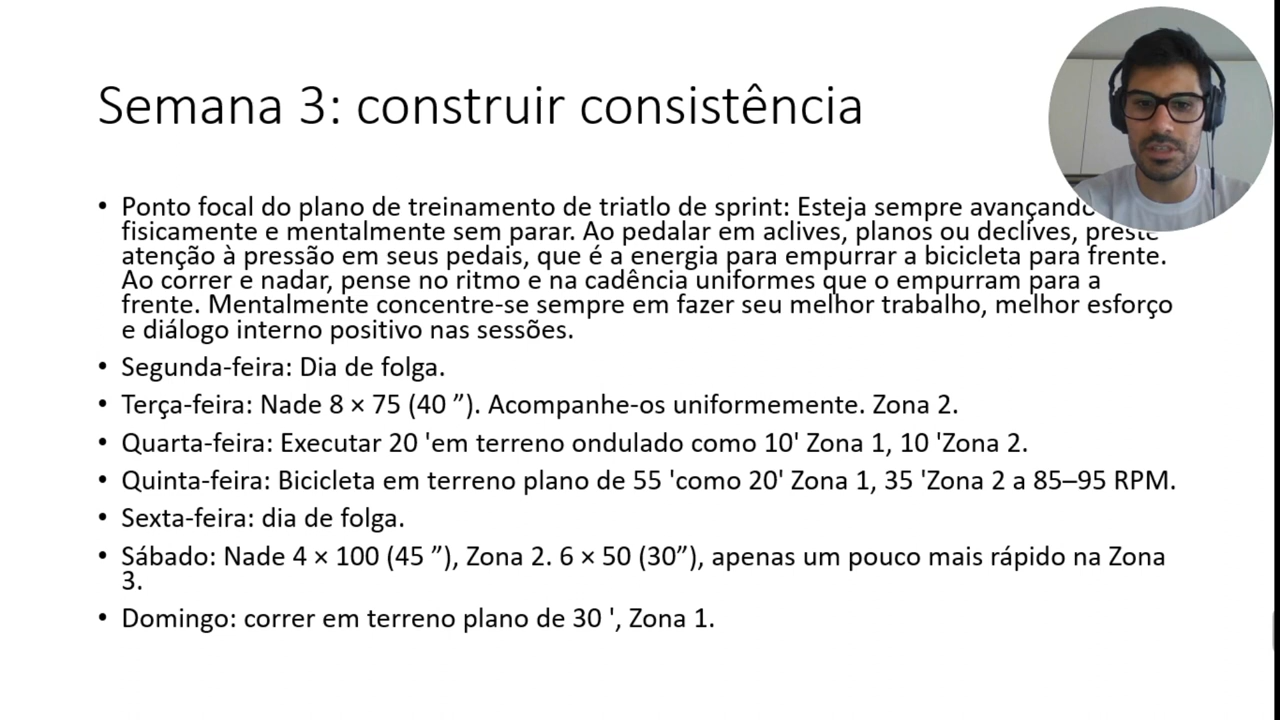 Semana 3: construir consistência
• Ponto focal do plano de treinamento de triatlo de sprint: Esteja sempre avançando
fisicamente e mentalmente sem parar. Ao pedalar em aclives, planos ou declives, preste
atenção à pressão em seus pedais, que é a energia para empurrar a bicicleta para frente.
Ao correr e nadar, pense no ritmo e na cadência uniformes que o empurram para a
frente. Mentalmente concentre-se sempre em fazer seu melhor trabalho, melhor esforço
e diálogo interno positivo nas sessões.
• Segunda-feira: Dia de folga.
• Terça-feira: Nade 8 × 75 (40 ”). Acompanhe-os uniformemente. Zona 2.
• Quarta-feira: Executar 20 'em terreno ondulado como 10' Zona 1, 10 'Zona 2.
• Quinta-feira: Bicicleta em terreno plano de 55 'como 20' Zona 1, 35 'Zona 2 a 85–95 RPM.
• Sexta-feira: dia de folga.
• Sábado: Nade 4 × 100 (45 ”), Zona 2. 6 × 50 (30”), apenas um pouco mais rápido na Zona
3.
• Domingo: correr em terreno plano de 30 ', Zona 1.